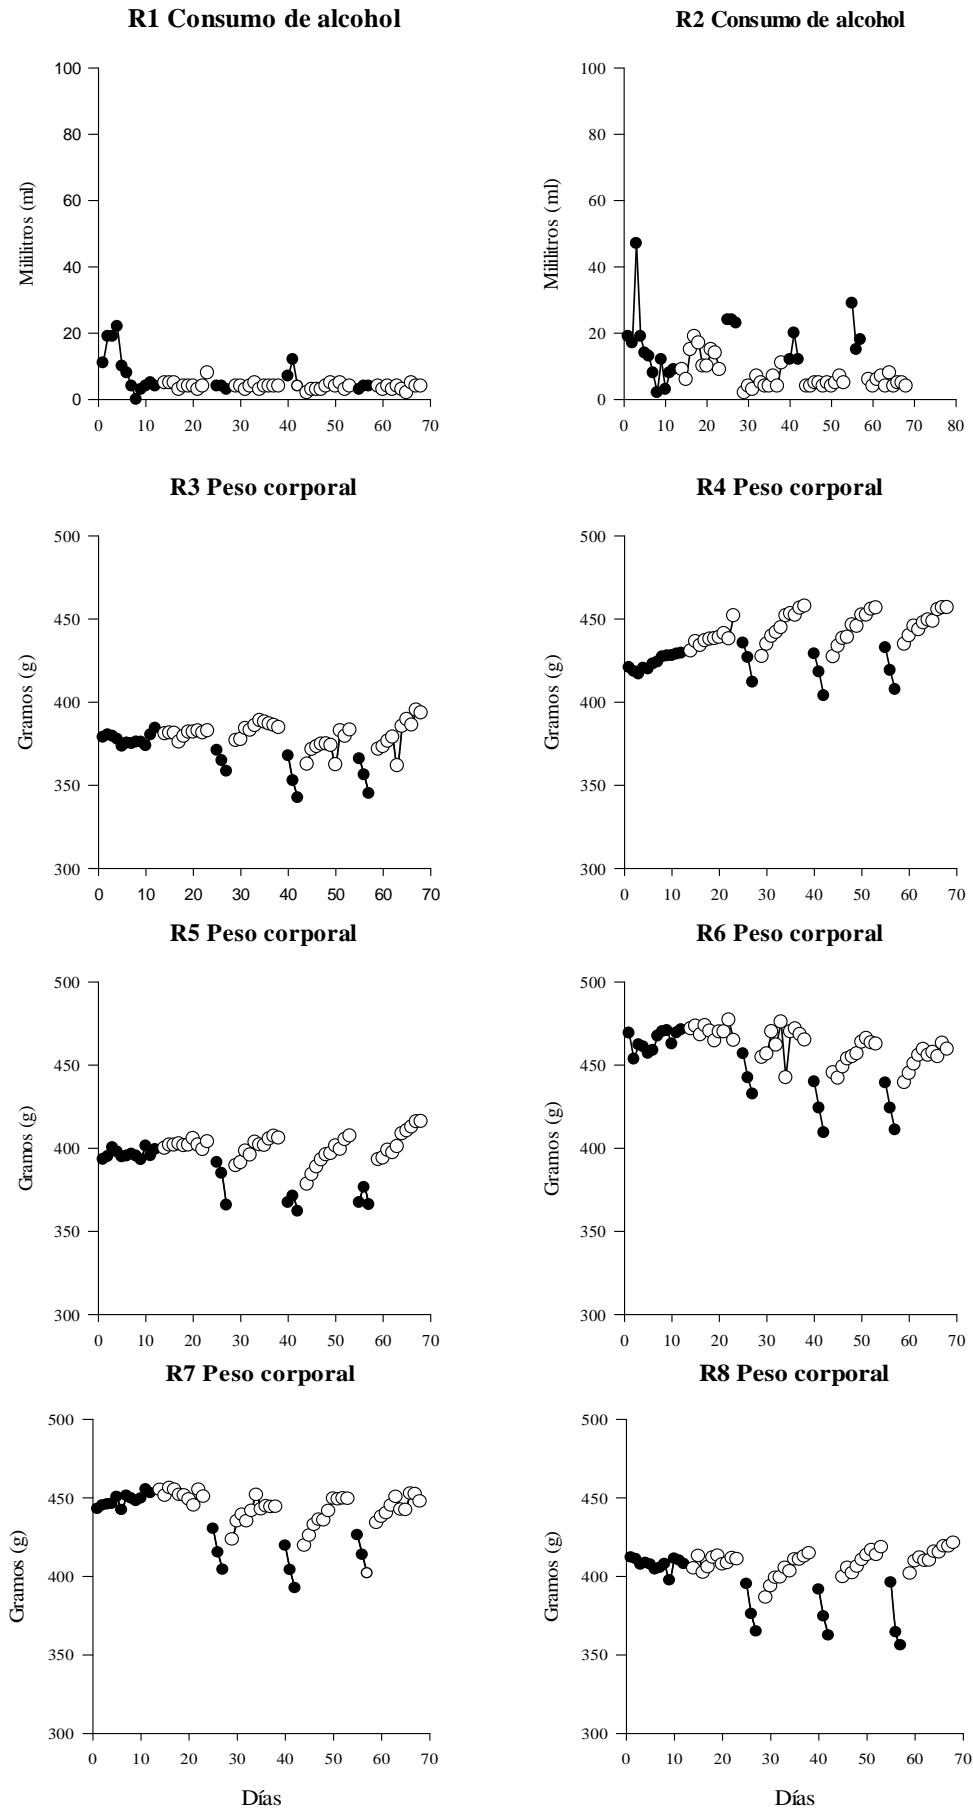 R1 Consumo de alcohol
R2 Consumo de alcohol
100
80
60
40
20
0
Mililitros (ml)
0 10 20 30 40 50 60 70
100
80
60
40
20
0
Mililitros (ml)
0 10 20 30 40 50 60 70 80
R3 Peso corporal
R4 Peso corporal
500
450
400
350
300
Gramos (g)
0 10 20 30 40 50 60 70
500
450
400
350
300
Gramos (g)
0 10 20 30 40 50 60 70
R5 Peso corporal
R6 Peso corporal
500
450
400
350
300
Gramos (g)
0 10 20 30 40 50 60 70
500
450
400
350
300
Gramos (g)
0 10 20 30 40 50 60 70
R7 Peso corporal
R8 Peso corporal
500
450
400
350
300
Gramos (g)
0 10 20 30 40 50 60 70
500
450
400
350
300
Gramos (g)
0 10 20 30 40 50 60 70
Días
Días